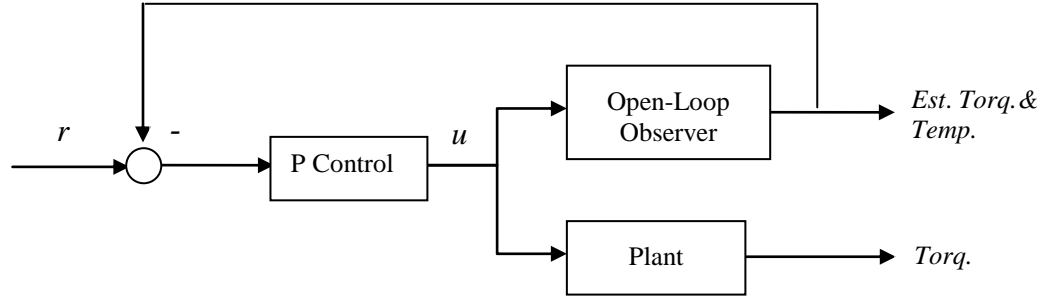 r
-
P Control
u
Open-Loop
Observer
Est. Torq. &
Temp.
Plant
Torq.